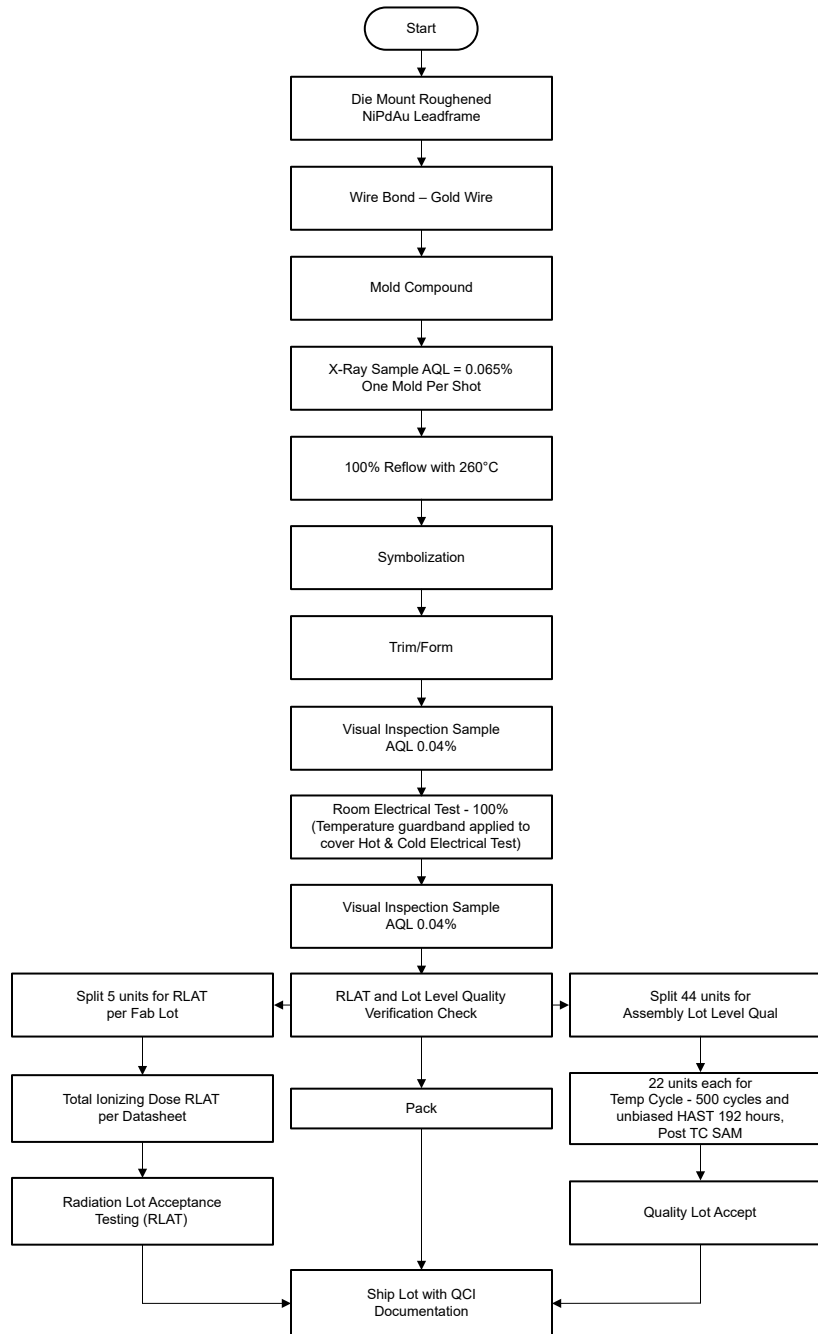 Start
Die Mount Roughened
NiPdAu Leadframe
Wire Bond – Gold Wire
Mold Compound
X-Ray Sample AQL = 0.065%
One Mold Per Shot
100% Reflow with 260°C
Symbolization
Trim/Form
Visual Inspection Sample
AQL 0.04%
Room Electrical Test - 100%
(Temperature guardband applied to
cover Hot & Cold Electrical Test)
Visual Inspection Sample
AQL 0.04%
Split 5 units for RLAT
per Fab Lot
RLAT and Lot Level Quality
Verification Check
Split 44 units for
Assembly Lot Level Qual
Total Ionizing Dose RLAT
per Datasheet
Pack
22 units each for
Temp Cycle - 500 cycles and
unbiased HAST 192 hours,
Post TC SAM
Radiation Lot Acceptance
Testing (RLAT)
Quality Lot Accept
Ship Lot with QCI
Documentation